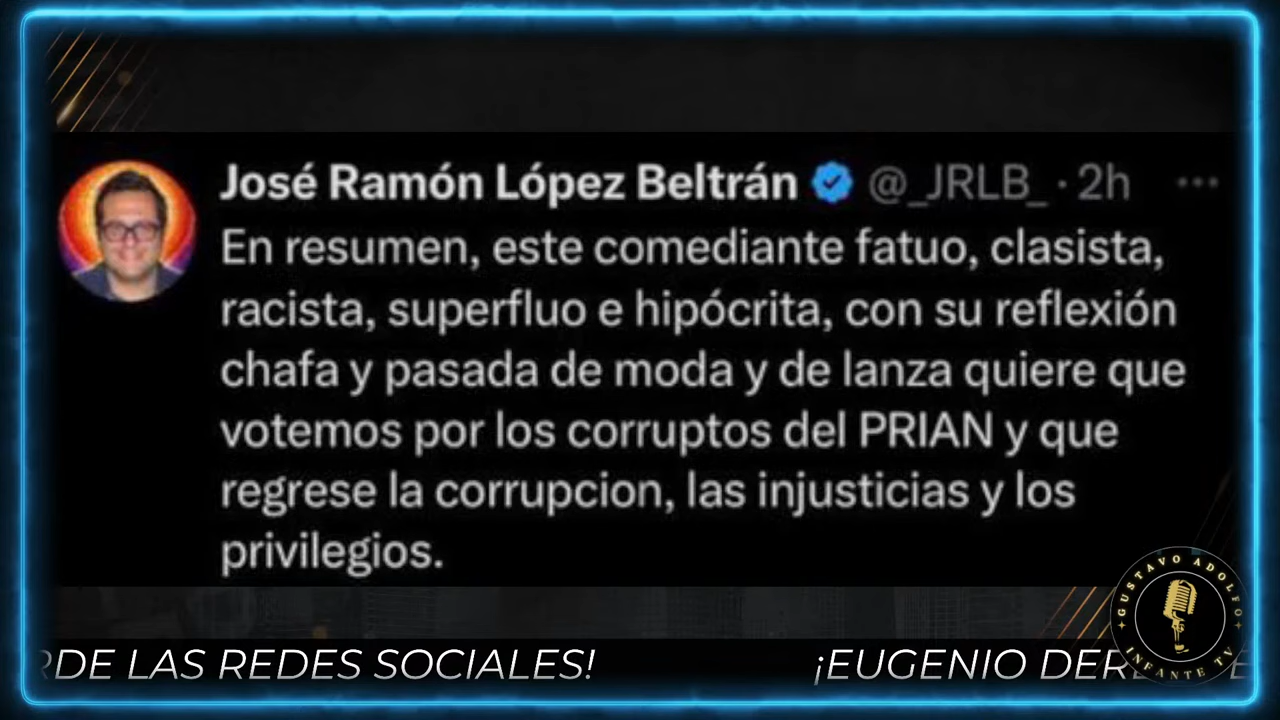 José Ramón López Beltrán @_JRLB_ · 2h
En resumen, este comediante fatuo, clasista,
racista, superfluo e hipócrita, con su reflexión
chafa y pasada de moda y de lanza quiere que
votemos por los corruptos del PRIAN y que
regrese la corrupcion, las injusticias y los
privilegios.
GUSTAVO ADOLFO
INFANTE TV
DE LAS REDES SOCIALES! ¡EUGENIO